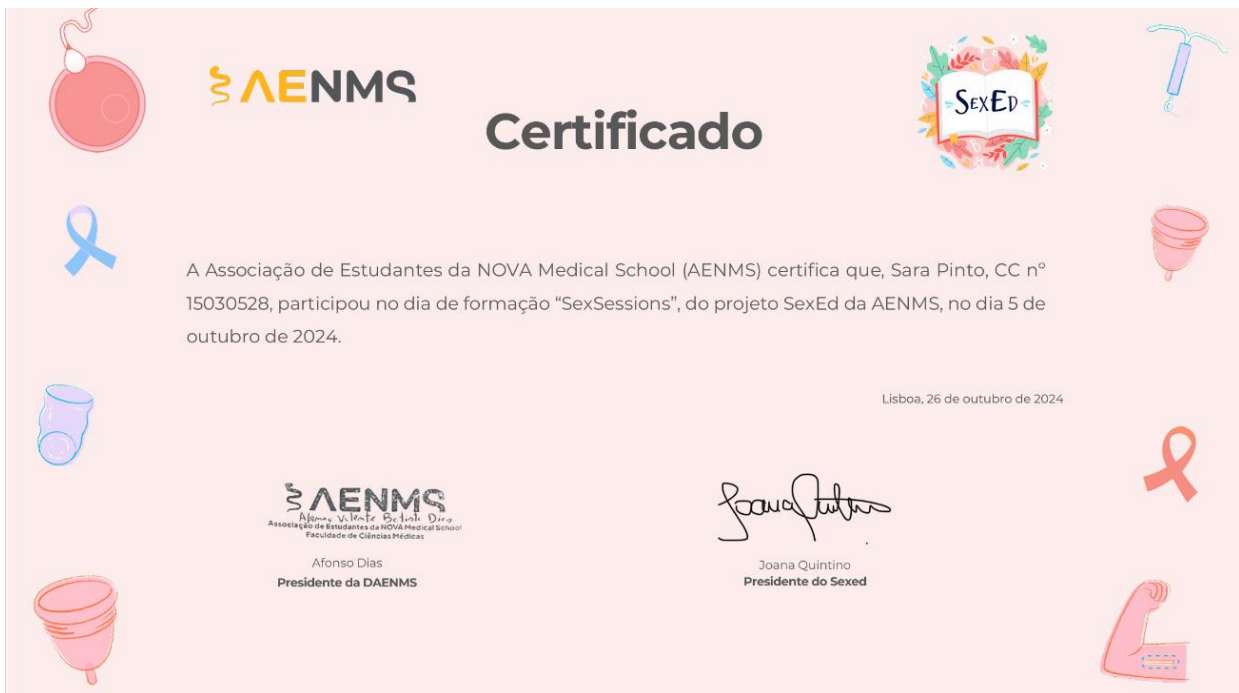 AENMS
SEXED
Certificado
A Associação de Estudantes da NOVA Medical School (AENMS) certifica que, Sara Pinto, CC nº
15030528, participou no dia de formação “SexSessions”, do projeto SexEd da AENMS, no dia 5 de
outubro de 2024.
Lisboa, 26 de outubro de 2024
AENMS
Associação de Estudantes da NOVA Medical School
Faculdade de Ciências Médicas
Afonso Dias
Presidente da DAENMS
Joana Quintino
Presidente do Sexed